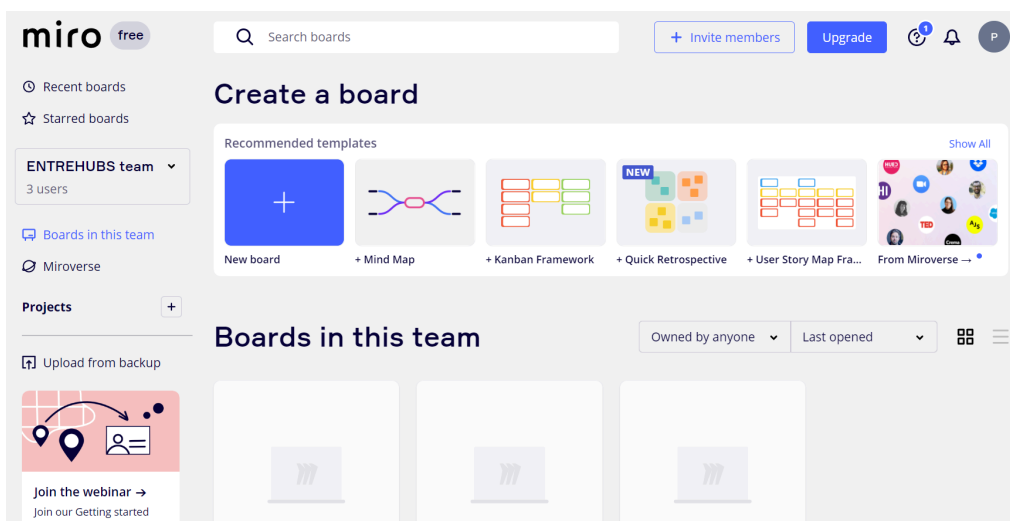 miro free
Search boards
+ Invite members
Upgrade
1
P
Recent boards
Starred boards
ENTREHUBS team
3 users
Boards in this team
Miroverse
Projects
+
Upload from backup
Join the webinar →
Join our Getting started
Create a board
Recommended templates
Show All
NEW
TED
New board
+ Mind Map
+ Kanban Framework
+ Quick Retrospective
+ User Story Map Fra...
From Miroverse →
Boards in this team
Owned by anyone
Last opened